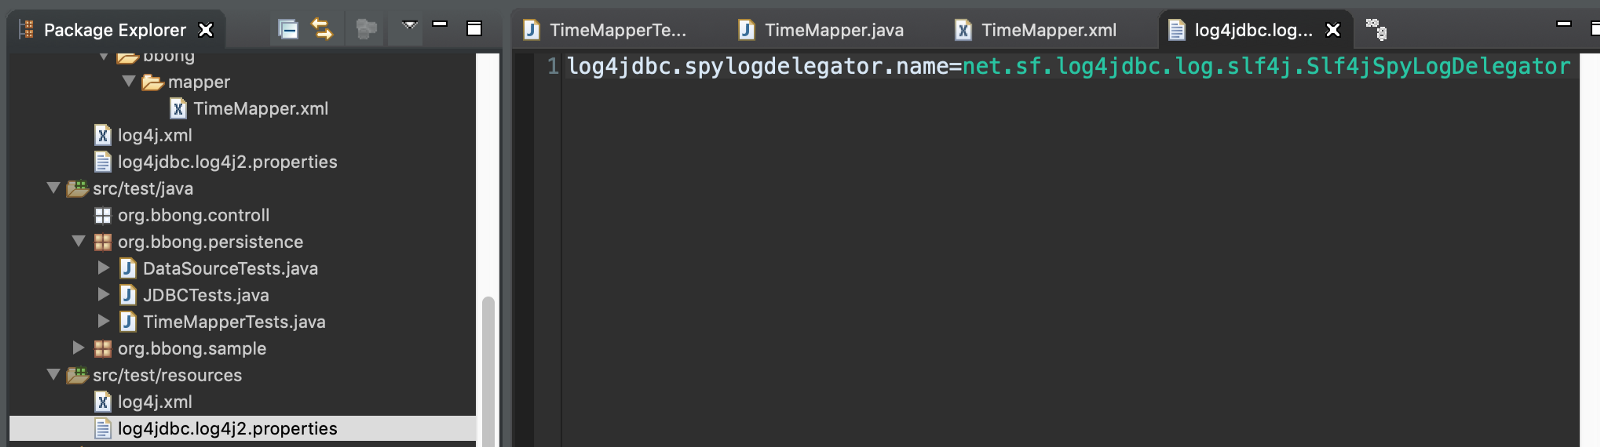 Package Explorer
bbong
mapper
TimeMapper.xml
log4j.xml
log4jdbc.log4j2.properties
src/test/java
org.bbong.controll
org.bbong.persistence
DataSourceTests.java
JDBCTests.java
TimeMapperTests.java
org.bbong.sample
src/test/resources
log4j.xml
log4jdbc.log4j2.properties
TimeMapperTe... TimeMapper.java TimeMapper.xml log4jdbc.log...
1 log4jdbc.spylogdelegator.name=net.sf.log4jdbc.log.slf4j.Slf4jSpyLogDelegator